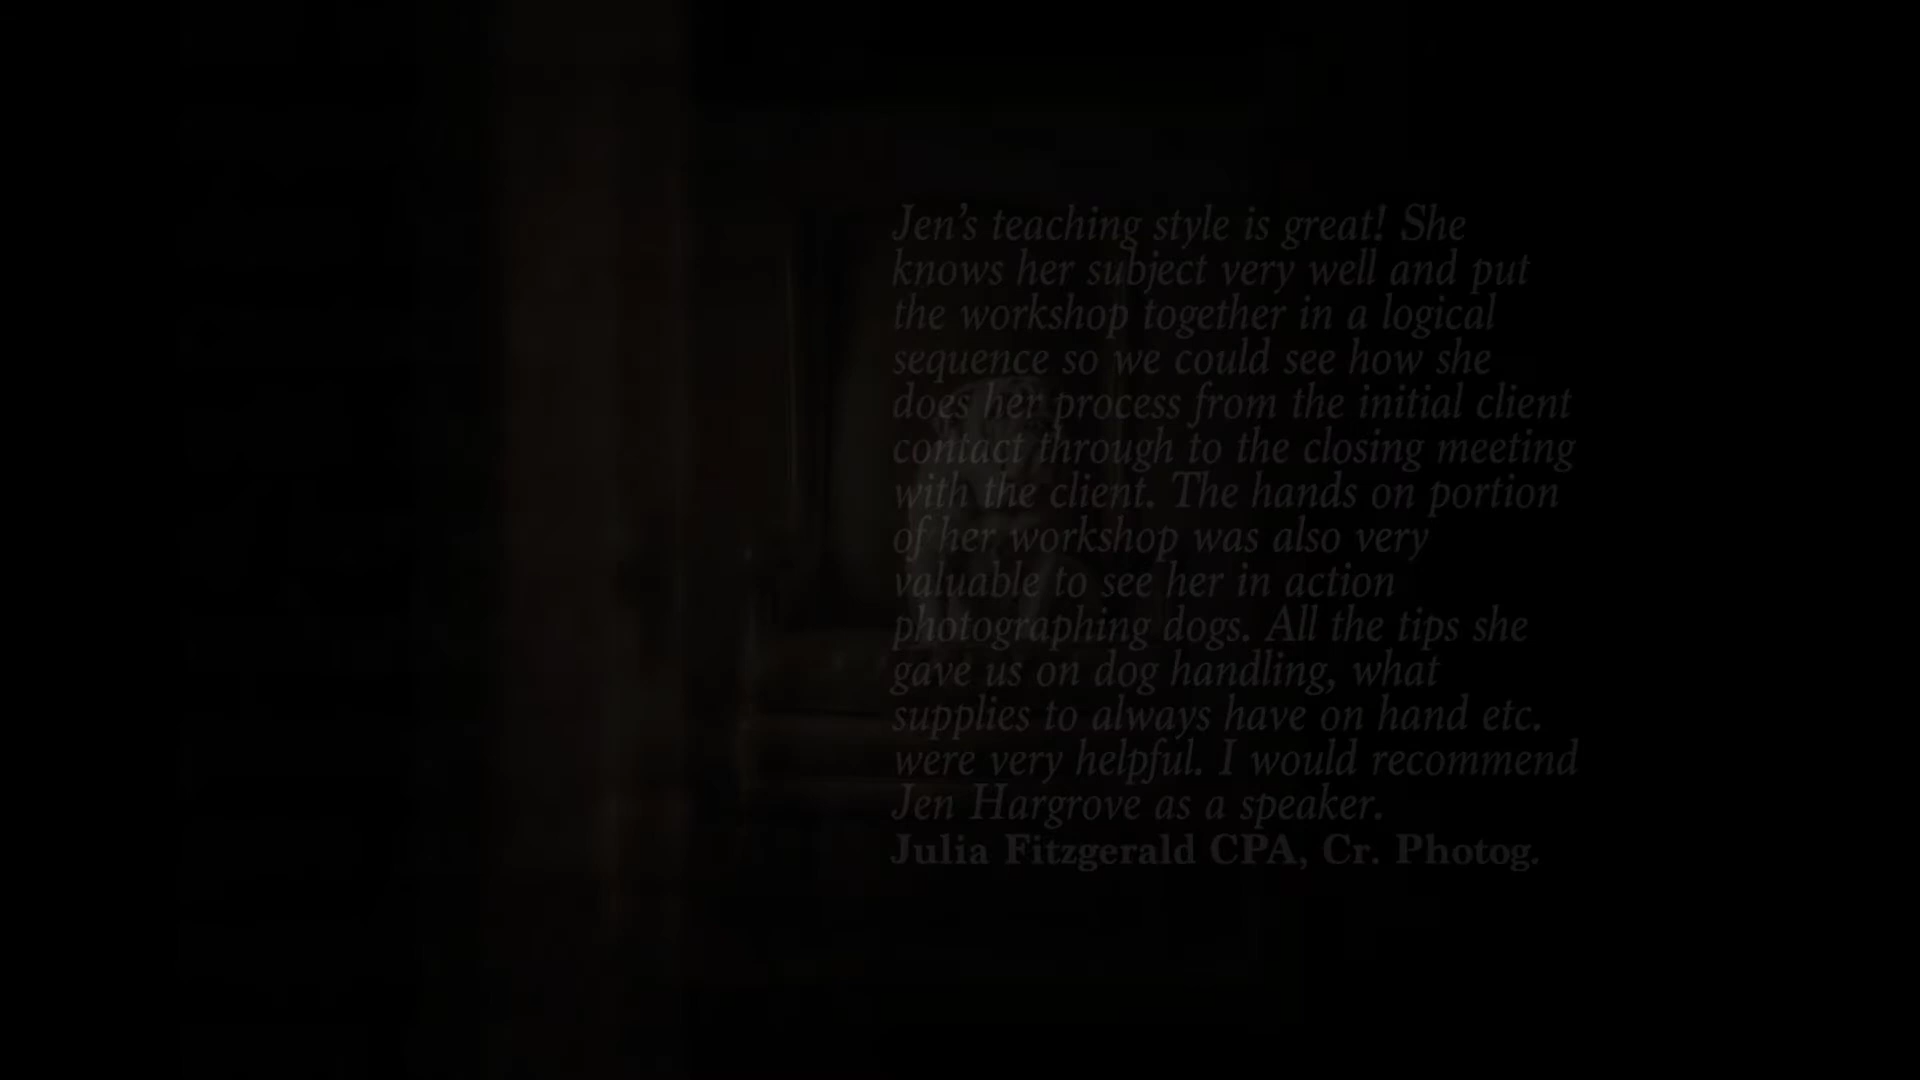 Jen's teaching style is great! She
knows her subject very well and put
the workshop together in a logical
sequence so we could see how she
does her process from the initial client
contact through to the closing meeting
with the client. The hands on portion
of her workshop was also very
valuable to see her in action
photographing dogs. All the tips she
gave us on dog handling, what
supplies to always have on hand etc.
were very helpful. I would recommend
Jen Hargrove as a speaker.
Julia Fitzgerald CPA, Cr. Photog.